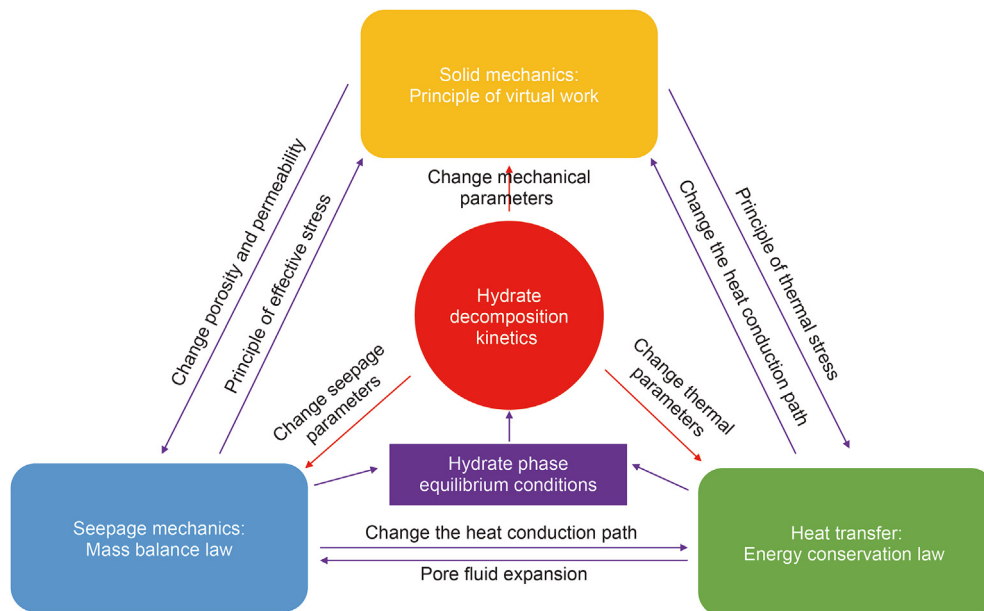 Solid mechanics:
Principle of virtual work
Change porosity and permeability
Principle of effective stress
Change mechanical
parameters
Change the heat conduction path
Principle of thermal stress
Hydrate
decomposition
kinetics
Change seepage
parameters
Change thermal
parameters
Hydrate phase
equilibrium conditions
Seepage mechanics:
Mass balance law
Change the heat conduction path
Pore fluid expansion
Heat transfer:
Energy conservation law